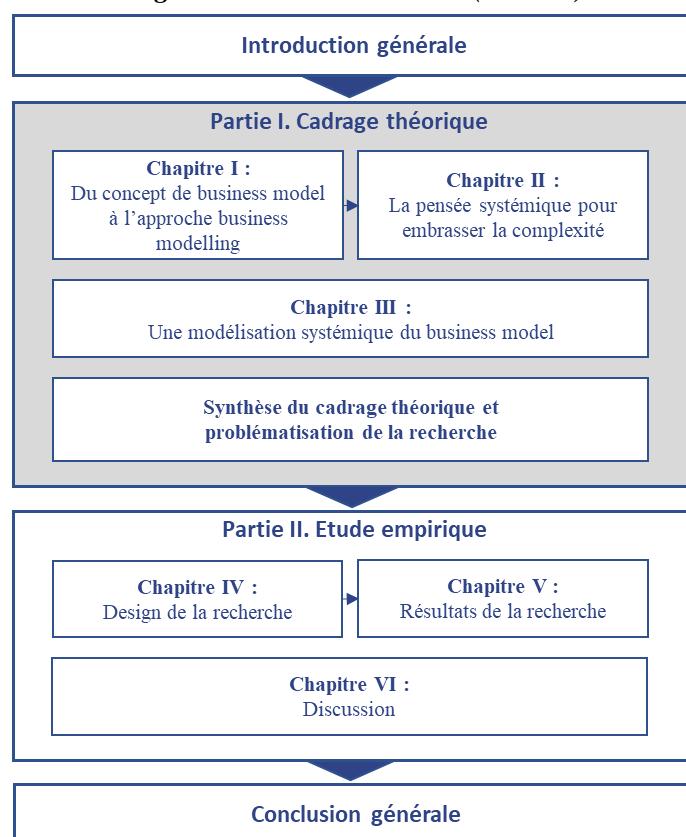 Introduction générale
Partie I. Cadrage théorique
Chapitre I :
Du concept de business model
à l’approche business
modelling
Chapitre II :
La pensée systémique pour
embrasser la complexité
Chapitre III :
Une modélisation systémique du business model
Synthèse du cadrage théorique et
problématisation de la recherche
Partie II. Etude empirique
Chapitre IV :
Design de la recherche
Chapitre V :
Résultats de la recherche
Chapitre VI :
Discussion
Conclusion générale